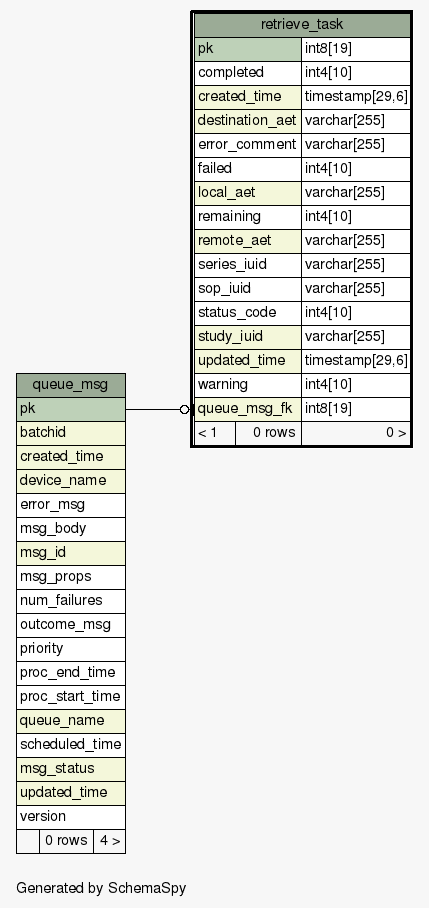 retrieve_task
pk int8[19]
completed int4[10]
created_time timestamp[29,6]
destination_aet varchar[255]
error_comment varchar[255]
failed int4[10]
local_aet varchar[255]
remaining int4[10]
remote_aet varchar[255]
series_iuid varchar[255]
sop_iuid varchar[255]
status_code int4[10]
study_iuid varchar[255]
updated_time timestamp[29,6]
warning int4[10]
queue_msg_fk int8[19]
< 1 0 rows 0 >
queue_msg
pk
batchid
created_time
device_name
error_msg
msg_body
msg_id
msg_props
num_failures
outcome_msg
priority
proc_end_time
proc_start_time
queue_name
scheduled_time
msg_status
updated_time
version
0 rows 4 >
Generated by SchemaSpy